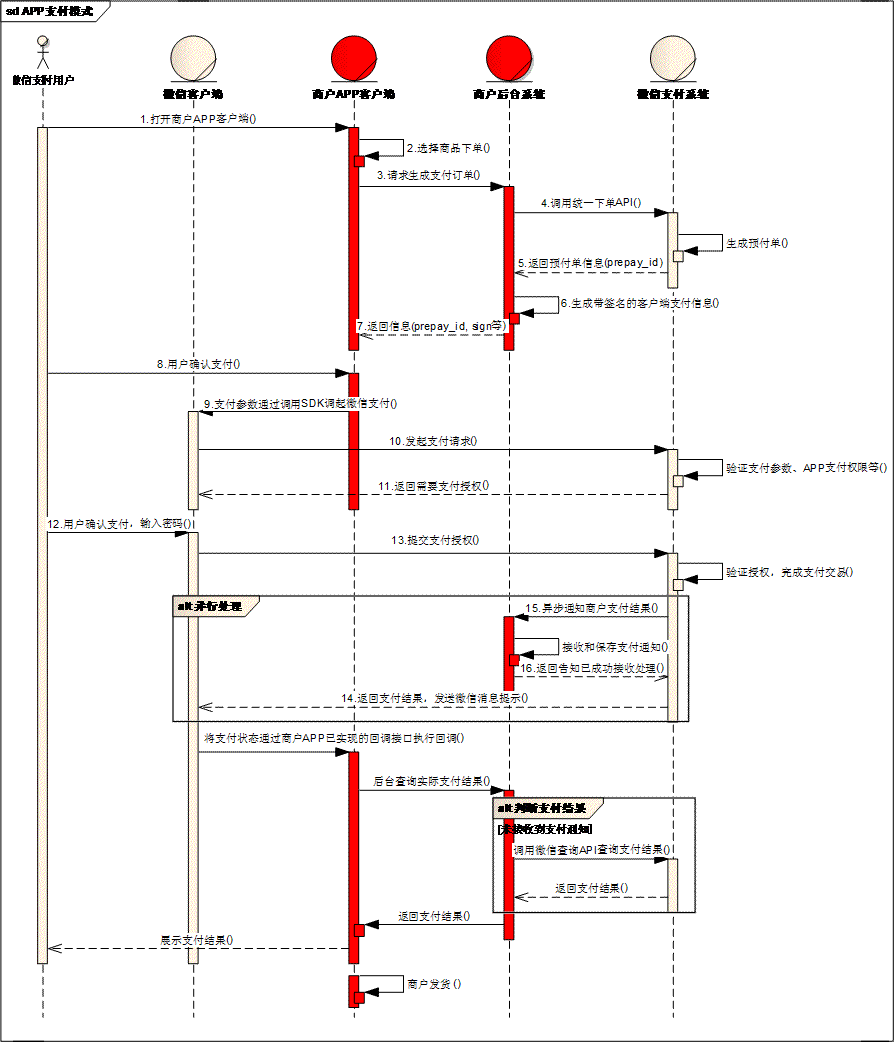 sd APP支付模式
微信支付用户
微信客户端
商户APP客户端
商户后台系统
微信支付系统
1.打开商户APP客户端()
2.选择商品下单()
3.请求生成支付订单()
4.调用统一下单API()
生成预付单()
5.返回预付单信息(prepay_id)
6.生成带签名的客户端支付信息()
7.返回信息(prepay_id, sign等)
8.用户确认支付()
9.支付参数通过调用SDK调起微信支付()
10.发起支付请求()
验证支付参数、APP支付权限等()
11.返回需要支付授权()
12.用户确认支付，输入密码()
13.提交支付授权()
验证授权，完成支付交易()
alt 并行处理
15.异步通知商户支付结果()
接收和保存支付通知()
16.返回告知已成功接收处理()
14.返回支付结果，发送微信消息提示()
将支付状态通过商户APP已实现的回调接口执行回调()
后台查询实际支付结果()
alt 判断支付结果
[未接收到支付通知]
调用微信查询API查询支付结果()
返回支付结果()
返回支付结果()
展示支付结果()
商户发货 ()